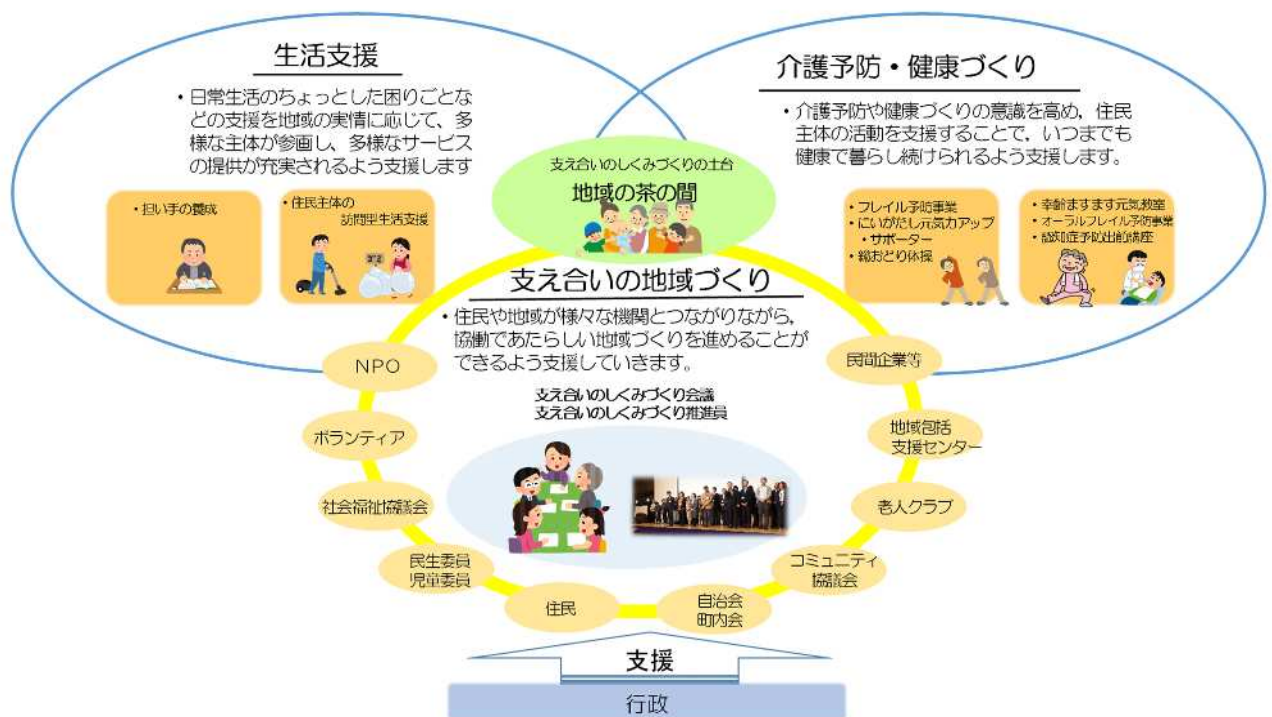 生活支援
・日常生活のちょっとした困りごとな
どの支援を地域の実情に応じて、多
様な主体が参画し、多様なサービス
の提供が充実されるよう支援します
・担い手の養成
・住民主体の
訪問型生活支援
介護予防・健康づくり
・介護予防や健康づくりの意識を高め、住民
主体の活動を支援することで、いつまでも
健康で暮らし続けられるよう支援します。
・フレイル予防事業
・にいがたし元気力アップ
・サポーター
・総おどり体操
・幸齢ますます元気教室
・オーラルフレイル予防事業
・認知症予防出前講座
支え合いのしくみづくりの土台
地域の茶の間
支え合いの地域づくり
・住民や地域が様々な機関とつながりながら、
協働であたらしい地域づくりを進めることが
できるよう支援していきます。
支え合いのしくみづくり会議
支え合いのしくみづくり推進員
NPO
ボランティア
社会福祉協議会
民生委員
児童委員
住民
自治会
町内会
コミュニティ
協議会
老人クラブ
地域包括
支援センター
民間企業等
支援
行政